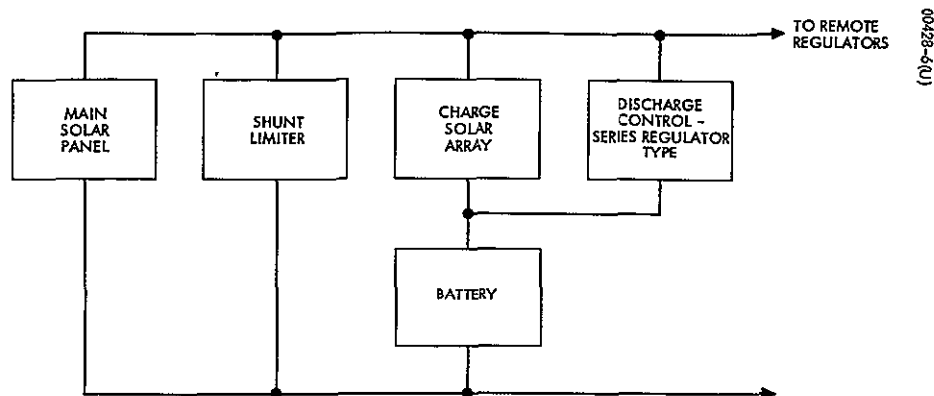 TO REMOTE
REGULATORS
00428-6(U)
MAIN
SOLAR
PANEL
SHUNT
LIMITER
CHARGE
SOLAR
ARRAY
DISCHARGE
CONTROL –
SERIES REGULATOR
TYPE
BATTERY